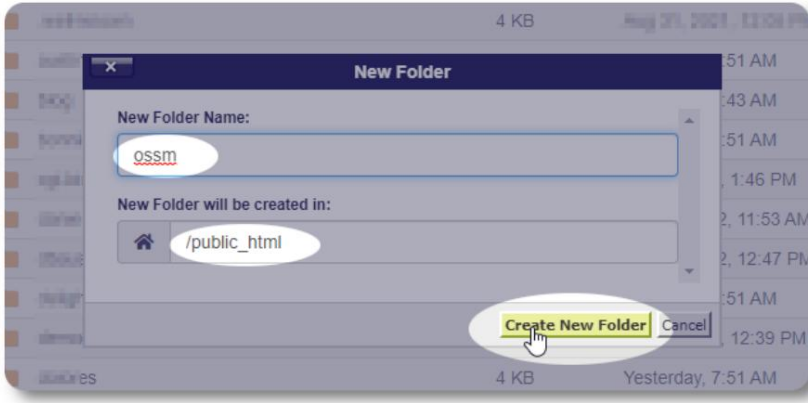 4 KB
:51 AM
New Folder
:43 AM
New Folder Name:
:51 AM
ossm
, 1:46 PM
New Folder will be created in:
2, 11:53 AM
/public_html
2, 12:47 PM
:51 AM
Create New Folder Cancel
, 12:39 PM
es 4 KB Yesterday, 7:51 AM